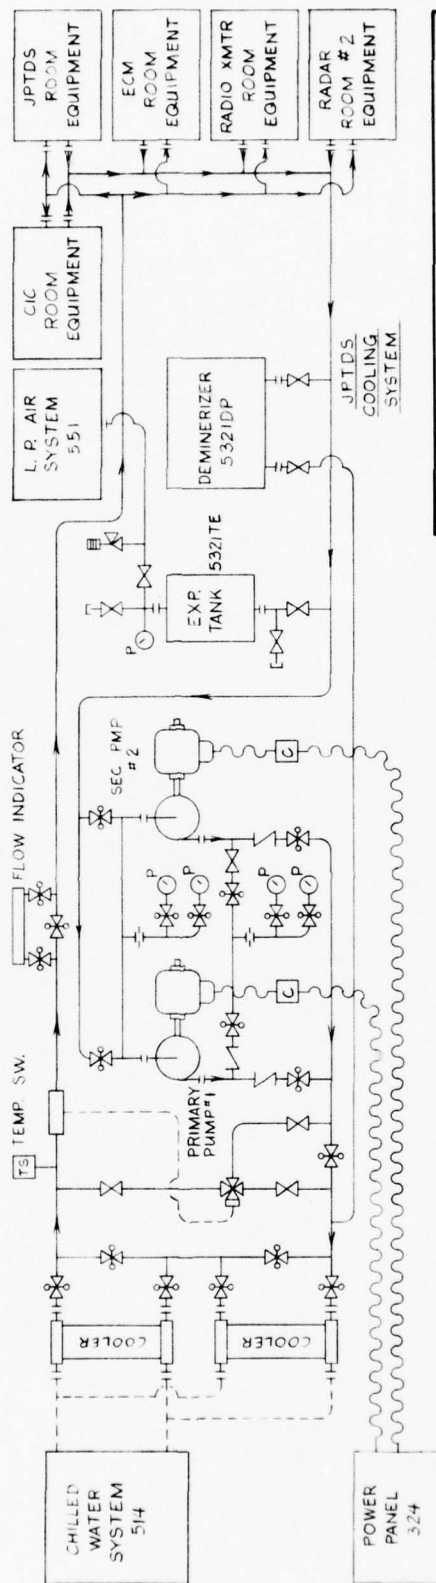 CHILLED
WATER
SYSTEM
514
POWER
PANEL
324
COOLER
COOLER
TS
TEMP. SW.
FLOW INDICATOR
PRIMARY
PUMP#1
SEC PMP
#2
P
P
P
P
C
C
P
EXP.
TANK
5321TE
L.P. AIR
SYSTEM
551
DEMINERIZER
5321DP
JPTDS
COOLING
SYSTEM
CIC
ROOM
EQUIPMENT
JPTDS
ROOM
EQUIPMENT
ECM
ROOM
EQUIPMENT
RADIO XMTR
ROOM
EQUIPMENT
RADAR
ROOM #2
EQUIPMENT